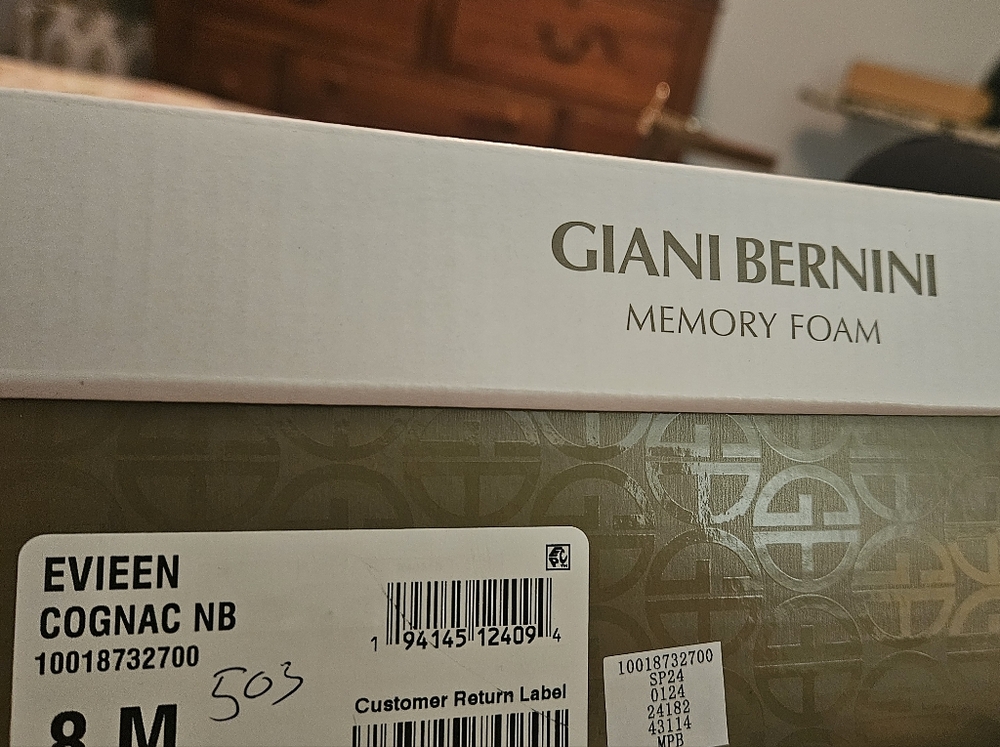 GIANI BERNINI
MEMORY FOAM
EVIEEN
COGNAC NB
10018732700
503
8 M
1 94145 12409 4
Customer Return Label
10018732700
SP24
0124
24182
43114
MPB